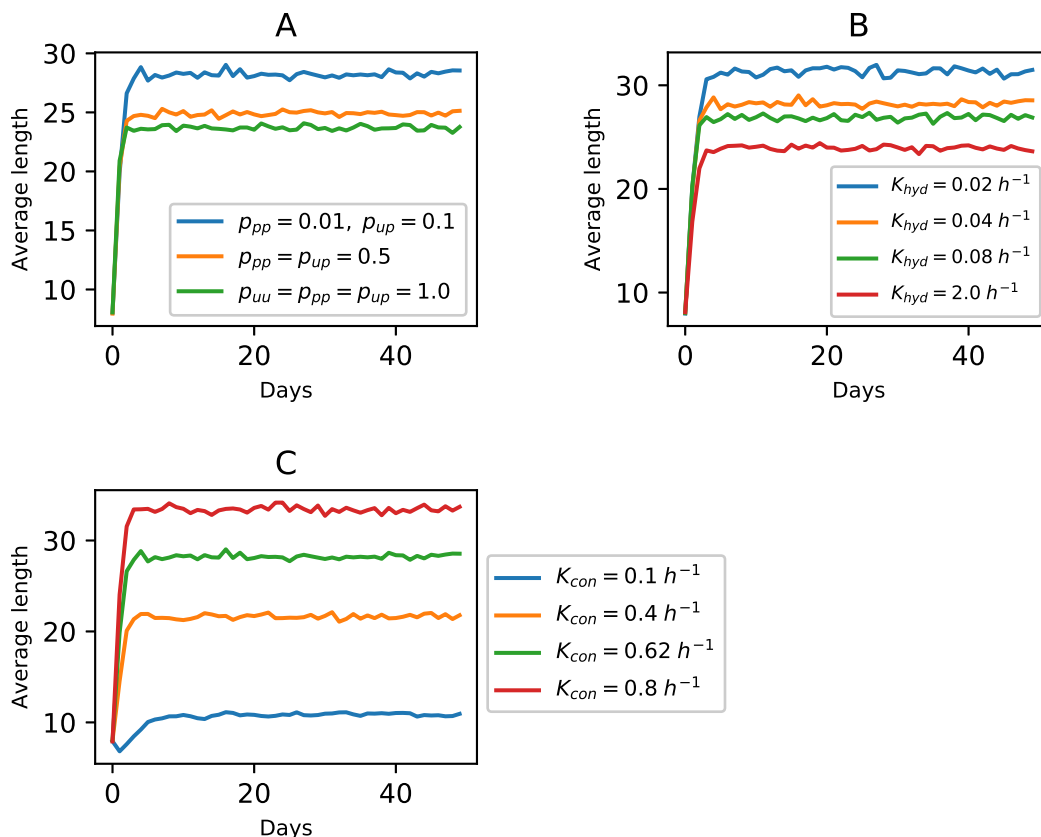 A
30
25
20
15
10
Average length
p_pp = 0.01, p_up = 0.1
p_pp = p_up = 0.5
p_uu = p_pp = p_up = 1.0
0
20
40
Days
B
30
20
10
Average length
K_hyd = 0.02 h⁻¹
K_hyd = 0.04 h⁻¹
K_hyd = 0.08 h⁻¹
K_hyd = 2.0 h⁻¹
0
20
40
Days
C
30
20
10
Average length
0
20
40
Days
K_con = 0.1 h⁻¹
K_con = 0.4 h⁻¹
K_con = 0.62 h⁻¹
K_con = 0.8 h⁻¹